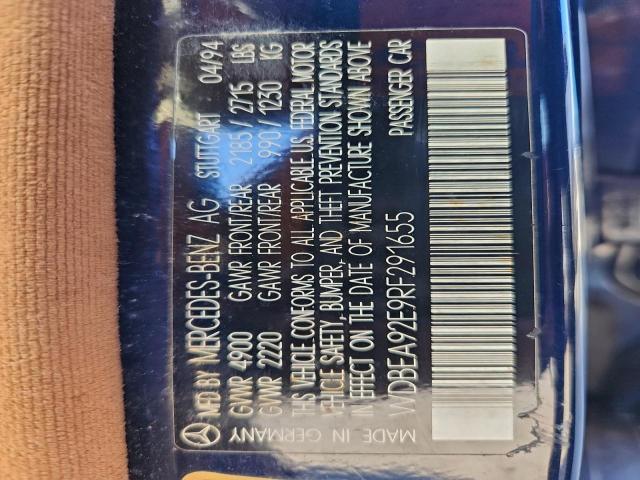 MFD BY MERCEDES-BENZ AG STUTTGART 04494
GVWR 4900 GAWR FRONT/REAR 2185/2715 LBS
GVWR 2220 GAWR FRONT/REAR 990/1230 KG
THIS VEHICLE CONFORMS TO ALL APPLICABLE U.S. FEDERAL MOTOR
VEHICLE SAFETY, BUMPER, AND THEFT PREVENTION STANDARDS
IN EFFECT ON THE DATE OF MANUFACTURE SHOWN ABOVE
WDBEA92E9RF291655 PASSENGER CAR
MADE IN GERMANY